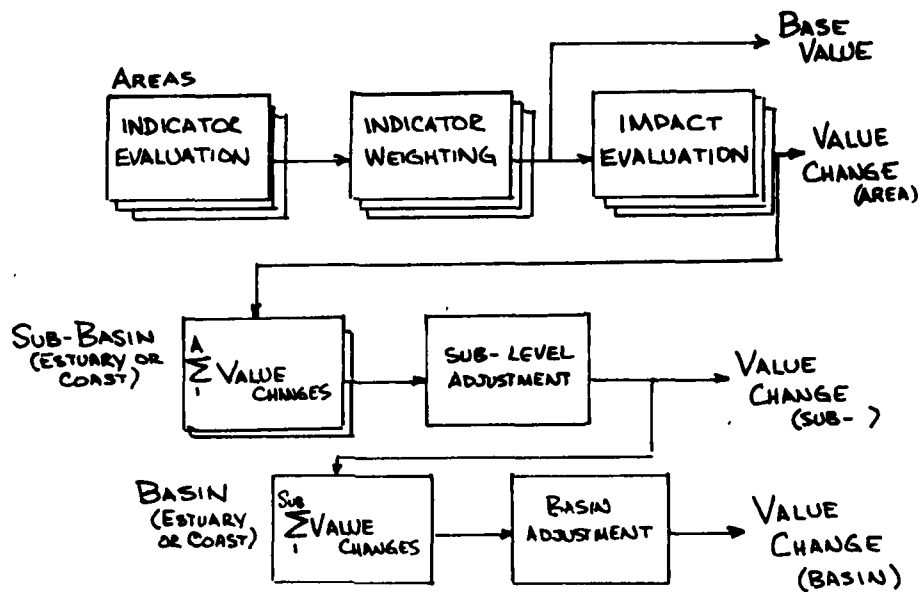 BASE
VALUE
AREAS
INDICATOR
EVALUATION
INDICATOR
WEIGHTING
IMPACT
EVALUATION
VALUE
CHANGE
(AREA)
SUB-BASIN
(ESTUARY OR
COAST)
A
∑ VALUE
1
CHANGES
SUB-LEVEL
ADJUSTMENT
VALUE
CHANGE
(SUB- )
BASIN
(ESTUARY
OR COAST)
SUB
∑ VALUE
1
CHANGES
BASIN
ADJUSTMENT
VALUE
CHANGE
(BASIN)